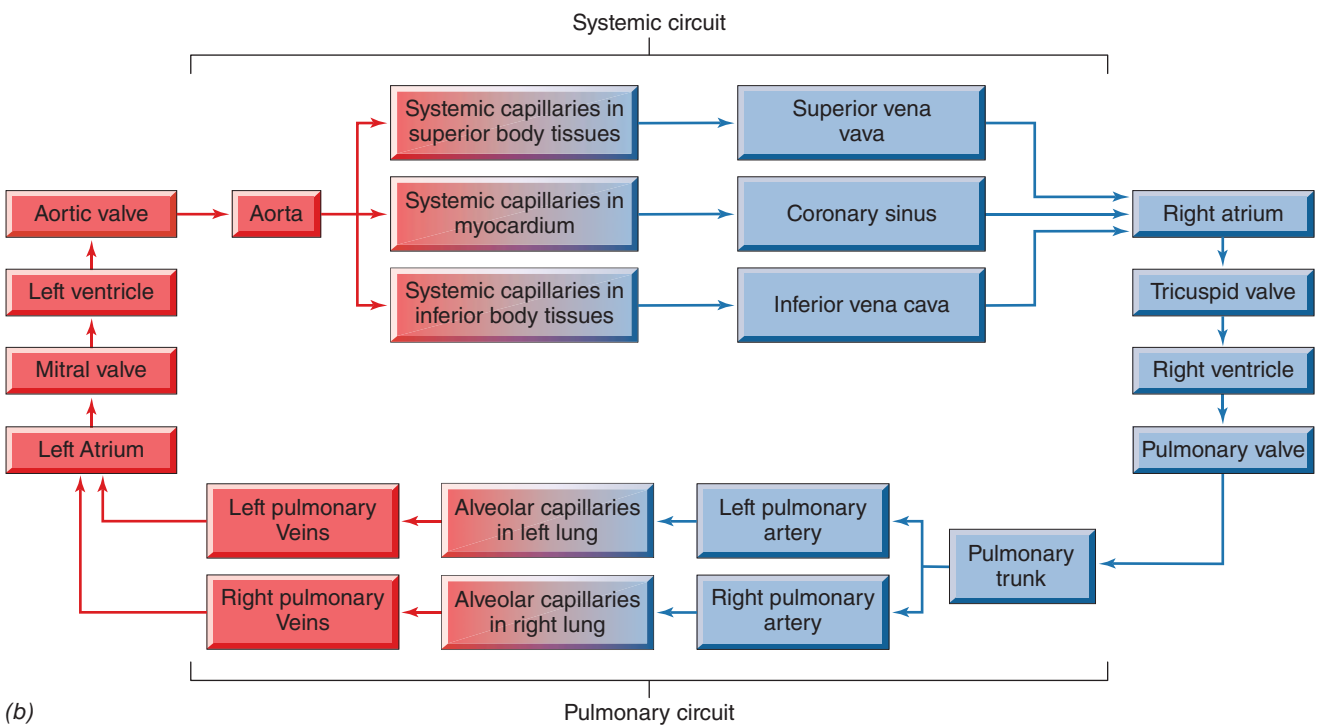 Systemic circuit
Systemic capillaries in
superior body tissues
Superior vena
vava
Aortic valve
Aorta
Systemic capillaries in
myocardium
Coronary sinus
Right atrium
Left ventricle
Systemic capillaries in
inferior body tissues
Inferior vena cava
Tricuspid valve
Mitral valve
Right ventricle
Left Atrium
Pulmonary valve
Left pulmonary
Veins
Alveolar capillaries
in left lung
Left pulmonary
artery
Pulmonary
trunk
Right pulmonary
Veins
Alveolar capillaries
in right lung
Right pulmonary
artery
(b)
Pulmonary circuit